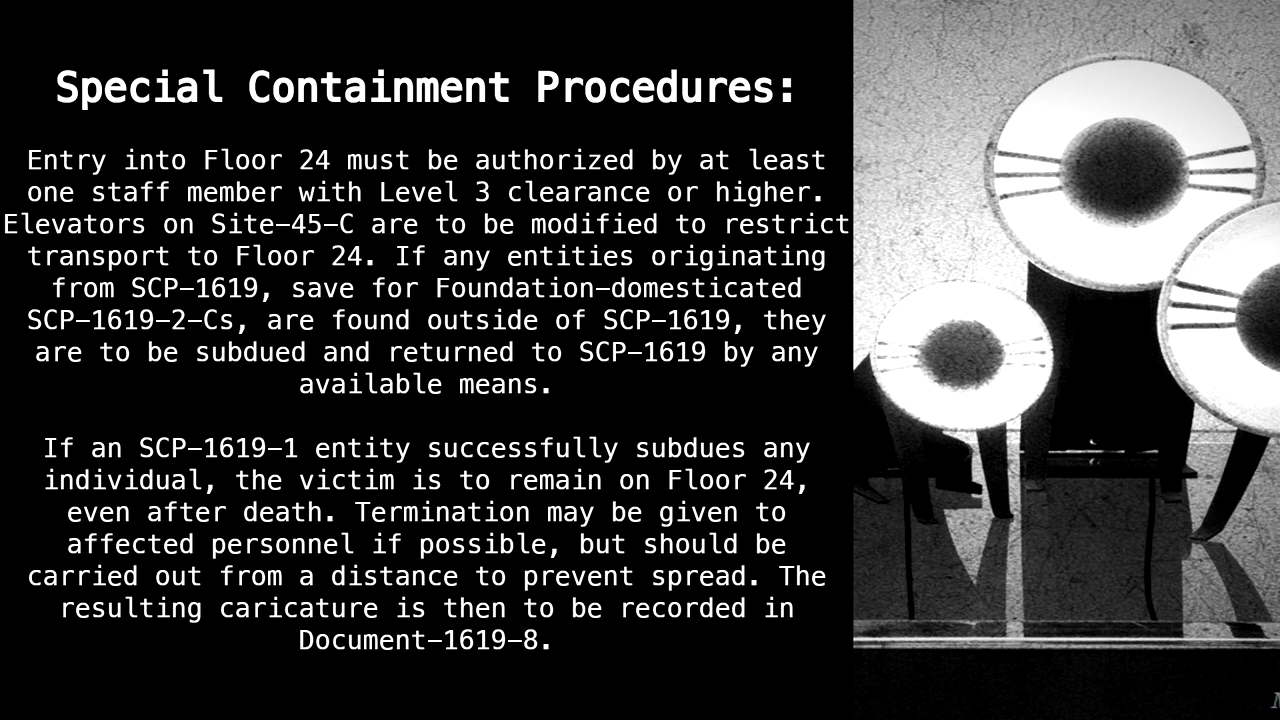 Special Containment Procedures:
Entry into Floor 24 must be authorized by at least
one staff member with Level 3 clearance or higher.
Elevators on Site-45-C are to be modified to restrict
transport to Floor 24. If any entities originating
from SCP-1619, save for Foundation-domesticated
SCP-1619-2-Cs, are found outside of SCP-1619, they
are to be subdued and returned to SCP-1619 by any
available means.
If an SCP-1619-1 entity successfully subdues any
individual, the victim is to remain on Floor 24,
even after death. Termination may be given to
affected personnel if possible, but should be
carried out from a distance to prevent spread. The
resulting caricature is then to be recorded in
Document-1619-8.